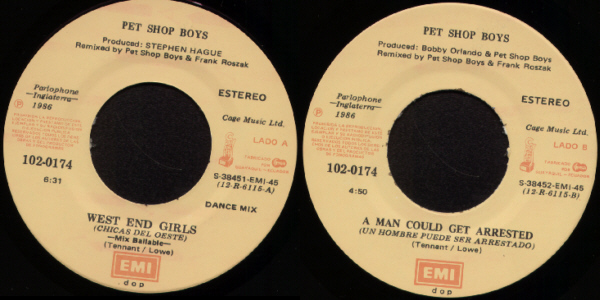 PET SHOP BOYS
Produced: STEPHEN HAGUE
Remixed by Pet Shop Boys & Frank Roszak
Parlophone
—Inglaterra—
1986
ESTEREO
Cage Music Ltd.
LADO A
102-0174
6:31
S-38451-EMI-45
(12-R-6115-A)
DANCE MIX
WEST END GIRLS
(CHICAS DEL OESTE)
—Mix Bailable—
(Tennant / Lowe)
EMI
PET SHOP BOYS
Produced: Bobby Orlando & Pet Shop Boys
Remixed by Pet Shop Boys & Frank Roszak
Parlophone
—Inglaterra—
1986
ESTEREO
Cage Music Ltd.
LADO B
102-0174
4:50
S-38452-EMI-45
(12-R-6115-B)
A MAN COULD GET ARRESTED
(UN HOMBRE PUEDE SER ARRESTADO)
(Tennant / Lowe)
EMI